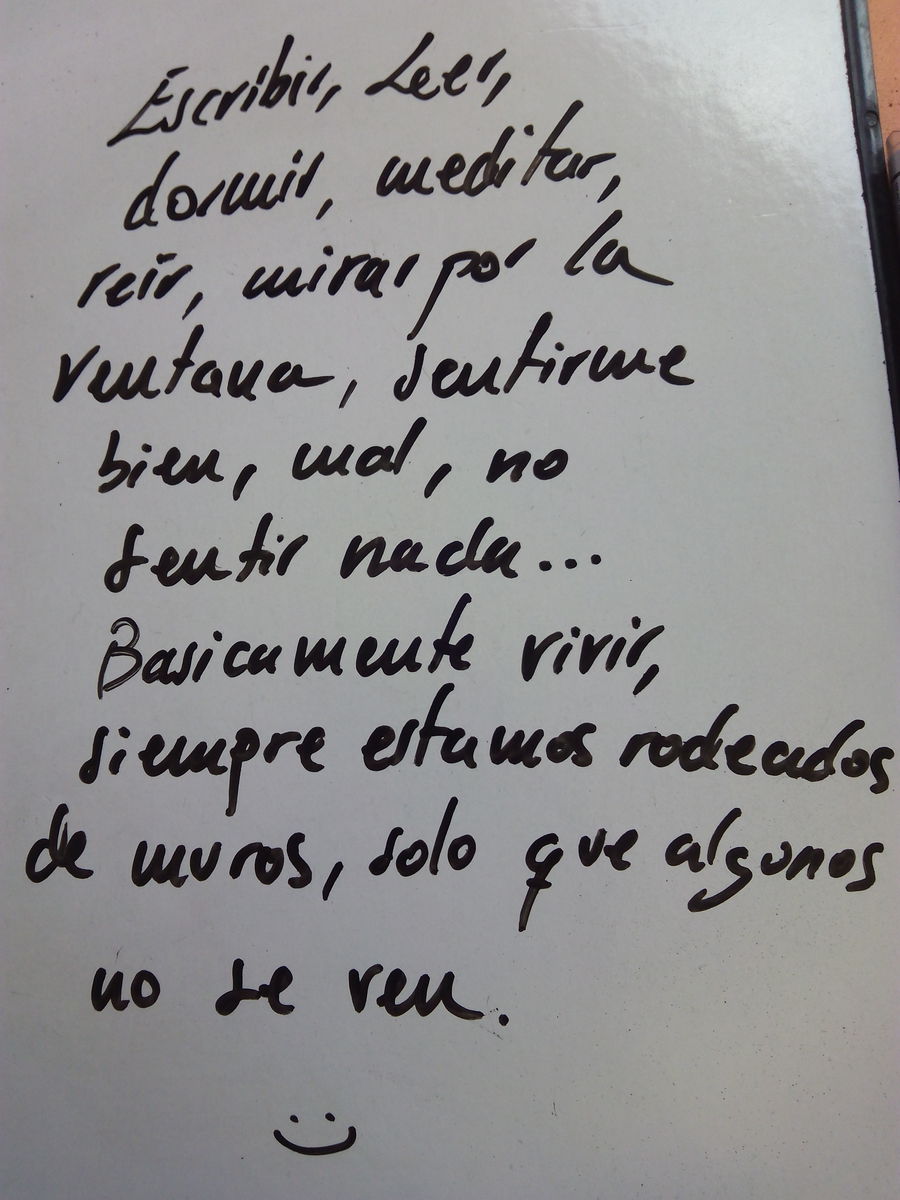 Escribir, Leer,
dormir, meditar,
reír, mirar por la
ventana, sentirme
bien, mal, no
sentir nada...
Basicamente vivir,
siempre estamos rodeados
de muros, solo que algunos
no se ven.